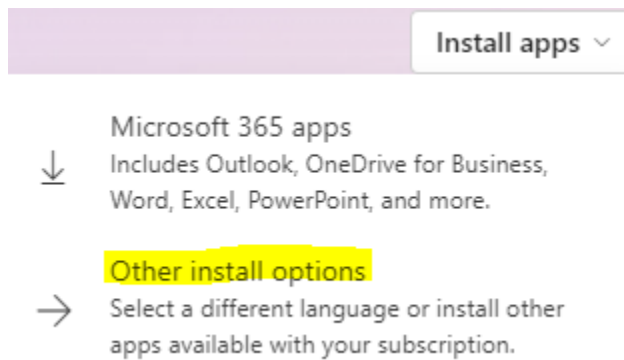 Install apps
Microsoft 365 apps
Includes Outlook, OneDrive for Business,
Word, Excel, PowerPoint, and more.
Other install options
Select a different language or install other
apps available with your subscription.